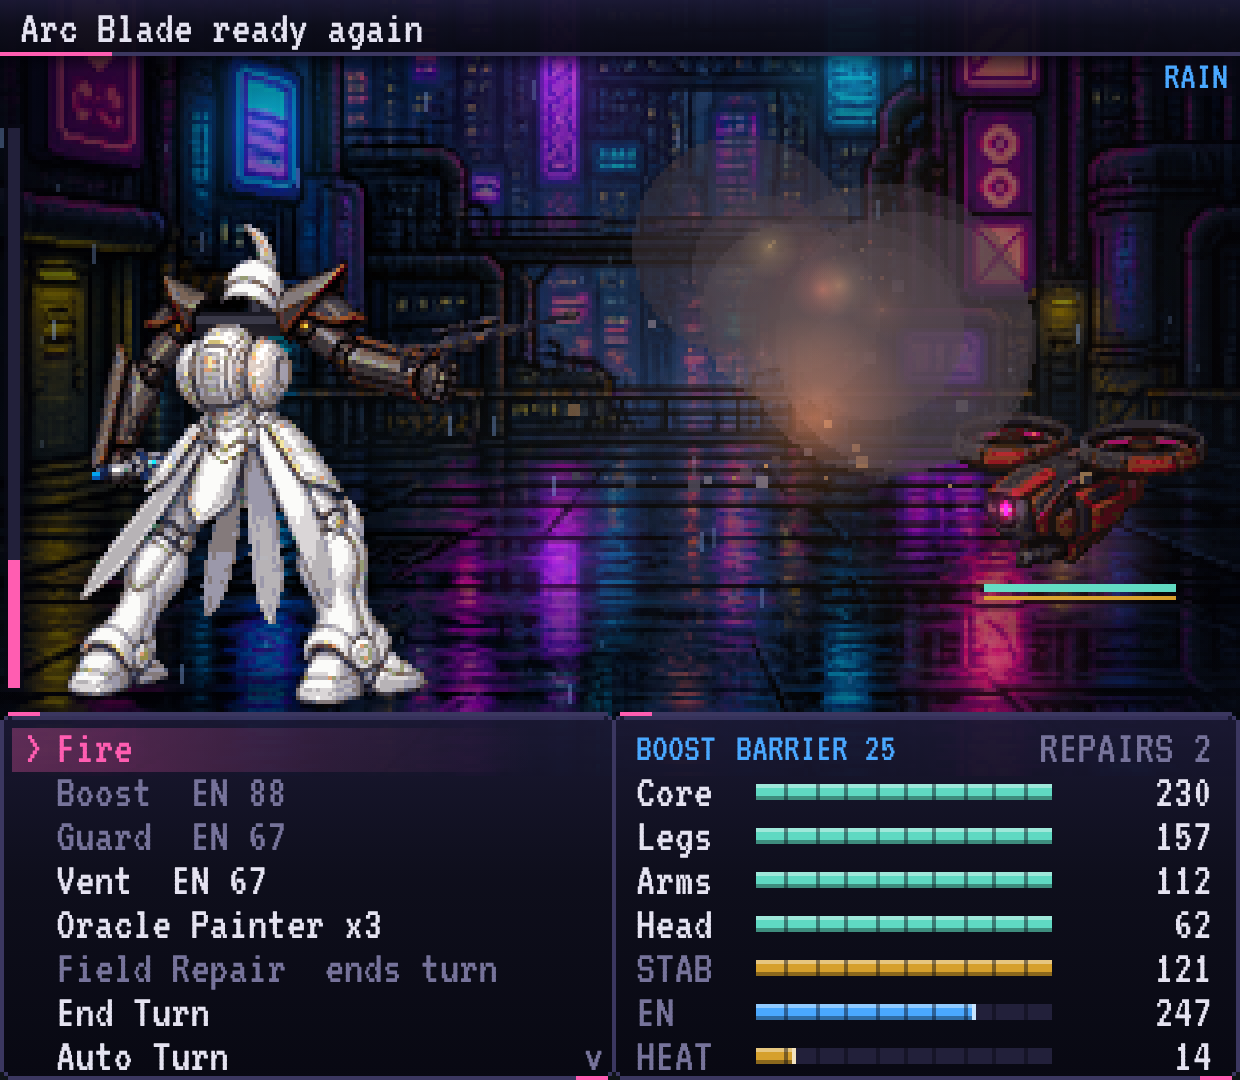 Arc Blade ready again
RAIN
> Fire
Boost EN 88
Guard EN 67
Vent EN 67
Oracle Painter x3
Field Repair ends turn
End Turn
Auto Turn v
BOOST BARRIER 25 REPAIRS 2
Core 230
Legs 157
Arms 112
Head 62
STAB 121
EN 247
HEAT 14